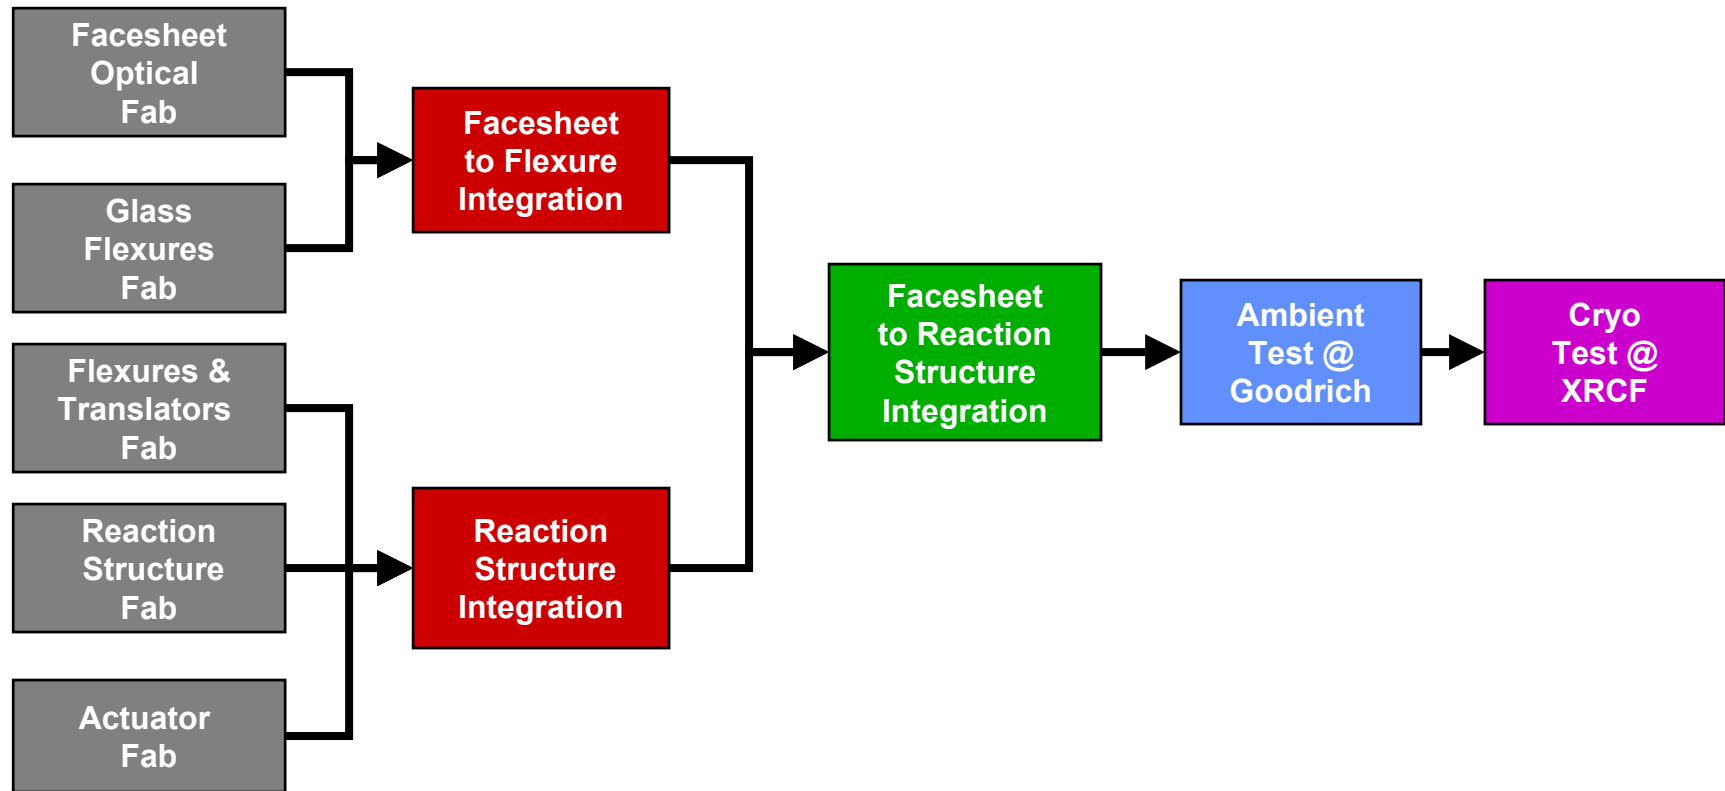 Facesheet
Optical
Fab
Glass
Flexures
Fab
Flexures &
Translators
Fab
Reaction
Structure
Fab
Actuator
Fab
Facesheet
to Flexure
Integration
Reaction
Structure
Integration
Facesheet
to Reaction
Structure
Integration
Ambient
Test @
Goodrich
Cryo
Test @
XRCF